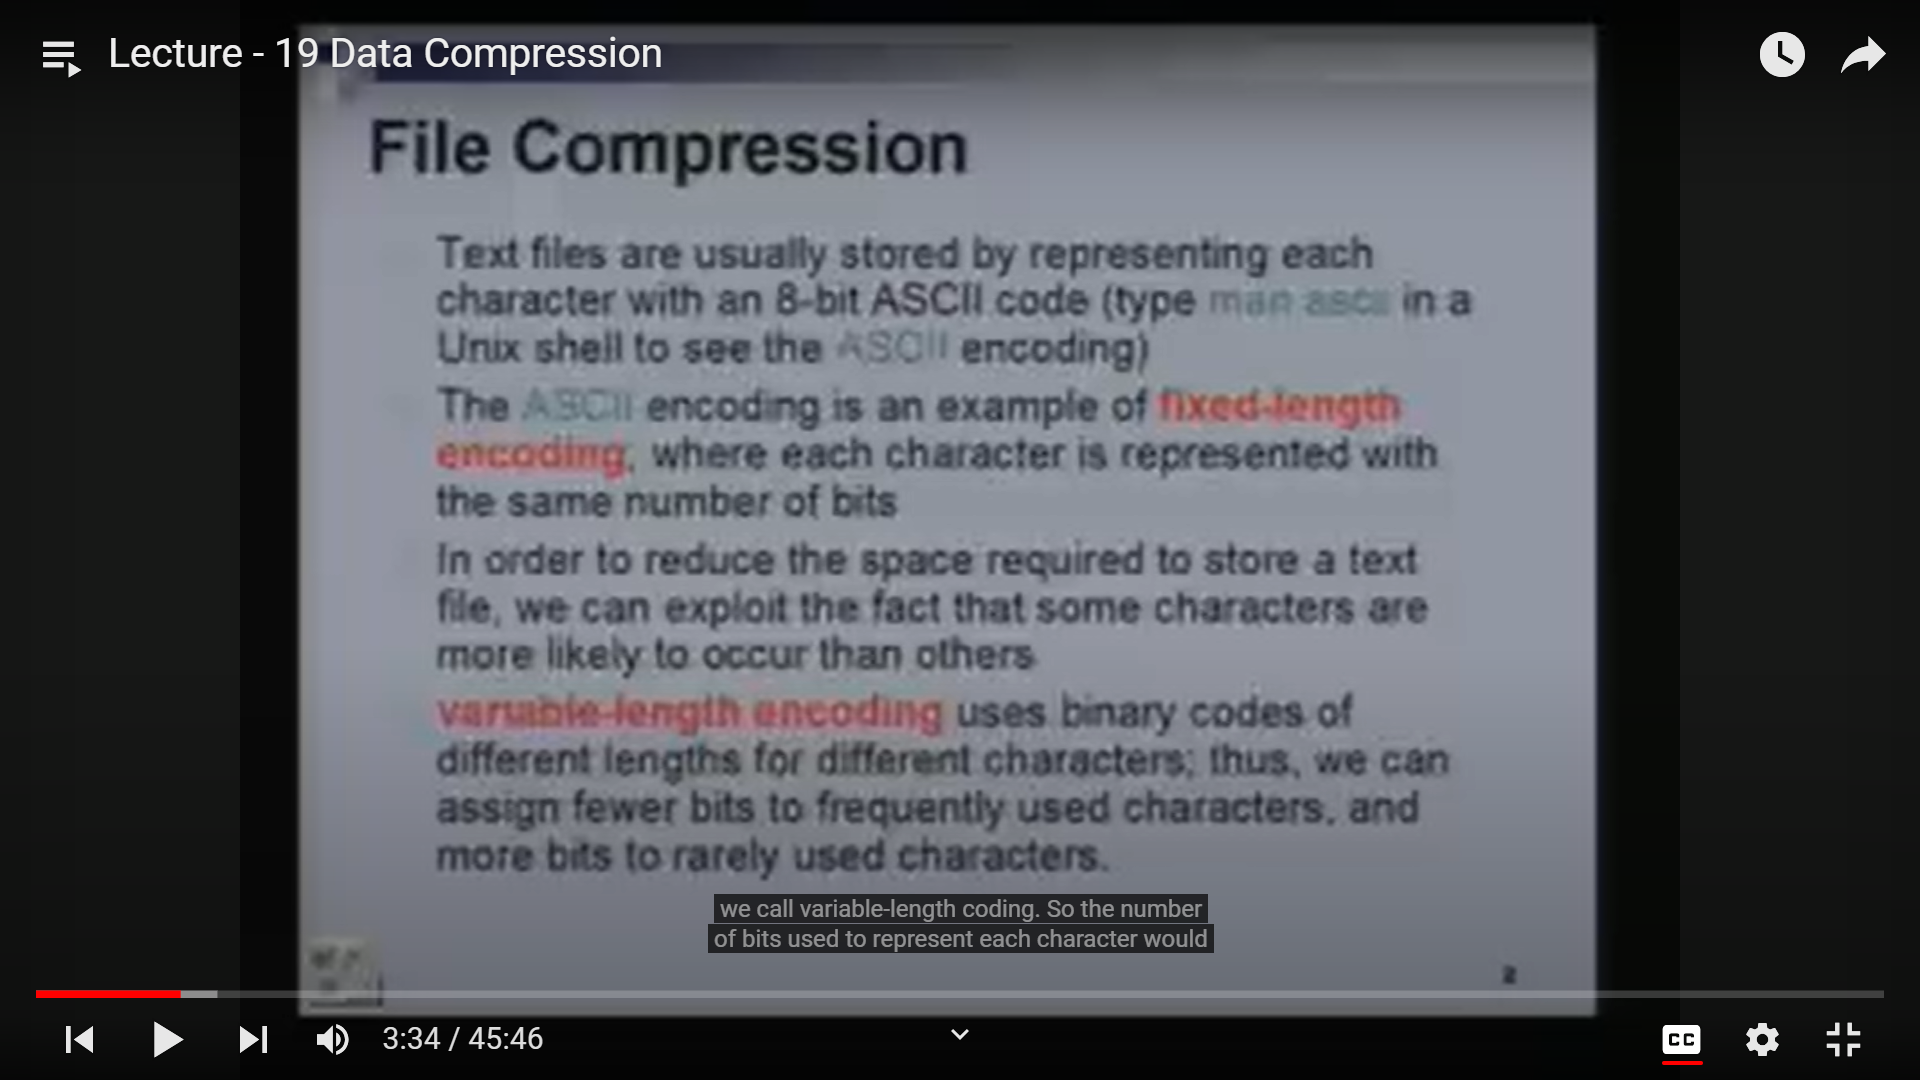 Lecture - 19 Data Compression
File Compression
Text files are usually stored by representing each
character with an 8-bit ASCII code (type man ascii in a
Unix shell to see the ASCII encoding)
The ASCII encoding is an example of fixed-length
encoding, where each character is represented with
the same number of bits
In order to reduce the space required to store a text
file, we can exploit the fact that some characters are
more likely to occur than others
variable-length encoding uses binary codes of
different lengths for different characters; thus, we can
assign fewer bits to frequently used characters, and
more bits to rarely used characters.
we call variable-length coding. So the number
of bits used to represent each character would
2
3:34 / 45:46
CC